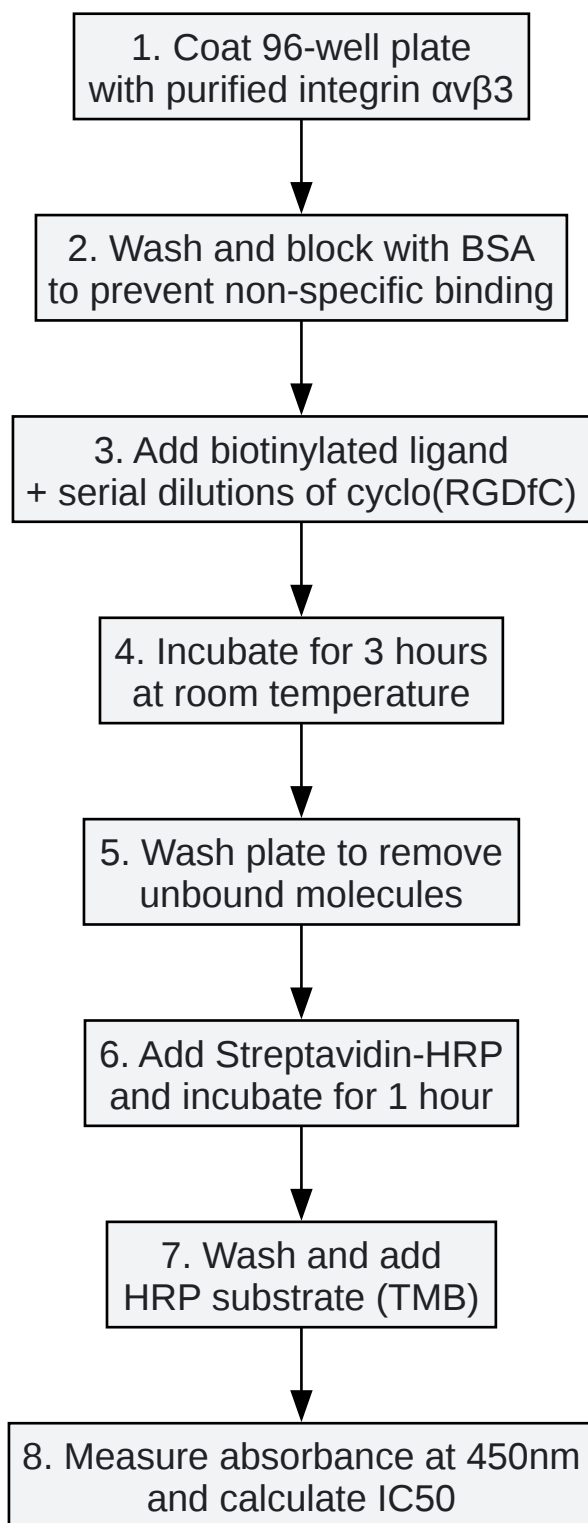 1. Coat 96-well plate
with purified integrin αvβ3
2. Wash and block with BSA
to prevent non-specific binding
3. Add biotinylated ligand
+ serial dilutions of cyclo(RGDfC)
4. Incubate for 3 hours
at room temperature
5. Wash plate to remove
unbound molecules
6. Add Streptavidin-HRP
and incubate for 1 hour
7. Wash and add
HRP substrate (TMB)
8. Measure absorbance at 450nm
and calculate IC50